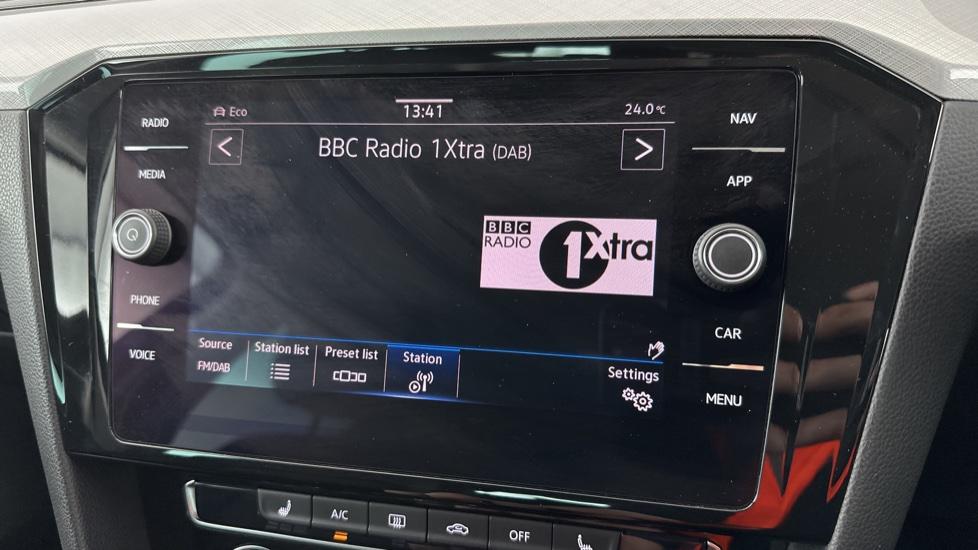 RADIO
MEDIA
PHONE
VOICE
Eco
13:41
24.0 °C
BBC Radio 1Xtra (DAB)
BBC
RADIO
1Xtra
Source
FM/DAB
Station list
Preset list
Station
Settings
NAV
APP
CAR
MENU
A/C
OFF